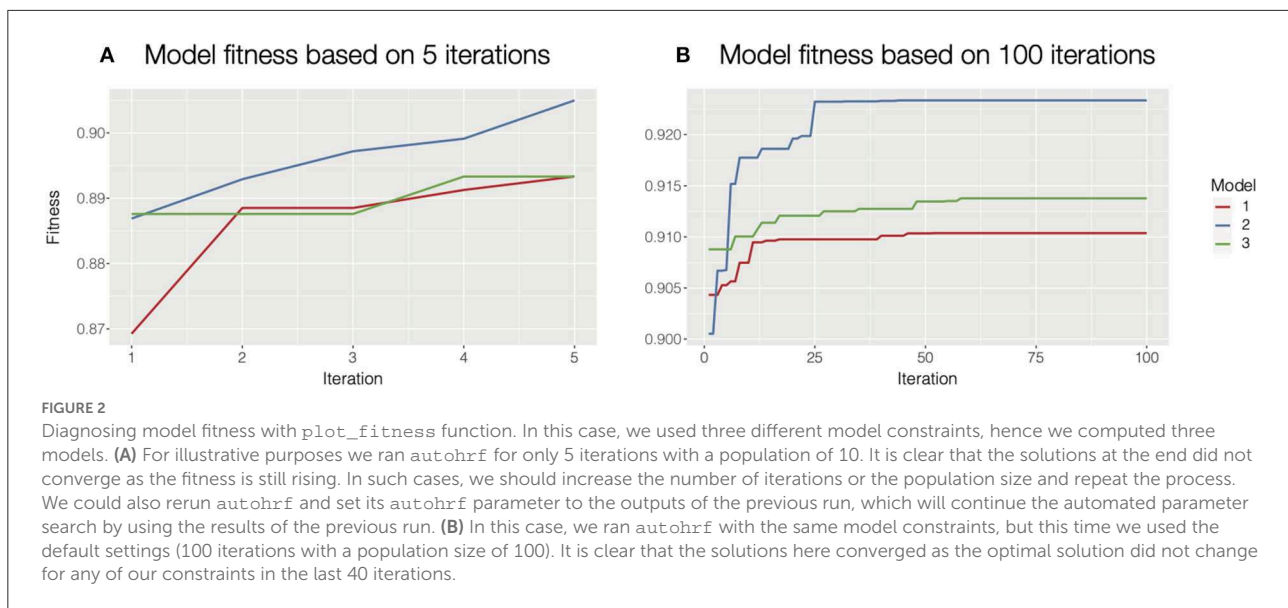 A Model fitness based on 5 iterations
0.90
0.89
0.88
0.87
Fitness
1 2 3 4 5
Iteration
B Model fitness based on 100 iterations
0.920
0.915
0.910
0.905
0.900
0 25 50 75 100
Iteration
Model
1
2
3
FIGURE 2
Diagnosing model fitness with plot_fitness function. In this case, we used three different model constraints, hence we computed three
models. (A) For illustrative purposes we ran autohrf for only 5 iterations with a population of 10. It is clear that the solutions at the end did not
converge as the fitness is still rising. In such cases, we should increase the number of iterations or the population size and repeat the process.
We could also rerun autohrf and set its autohrf parameter to the outputs of the previous run, which will continue the automated parameter
search by using the results of the previous run. (B) In this case, we ran autohrf with the same model constraints, but this time we used the
default settings (100 iterations with a population size of 100). It is clear that the solutions here converged as the optimal solution did not change
for any of our constraints in the last 40 iterations.